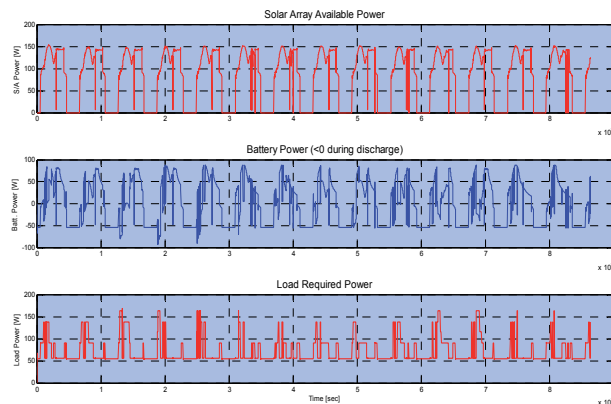 Solar Array Available Power
S/A Power [W]
200
150
100
50
0
0 1 2 3 4 5 6 7 8
x 10
Battery Power (<0 during discharge)
Batt. Power [W]
100
50
0
-50
-100
0 1 2 3 4 5 6 7 8
x 10
Load Required Power
Load Power [W]
200
150
100
50
0
0 1 2 3 4 5 6 7 8
Time [sec]
x 10